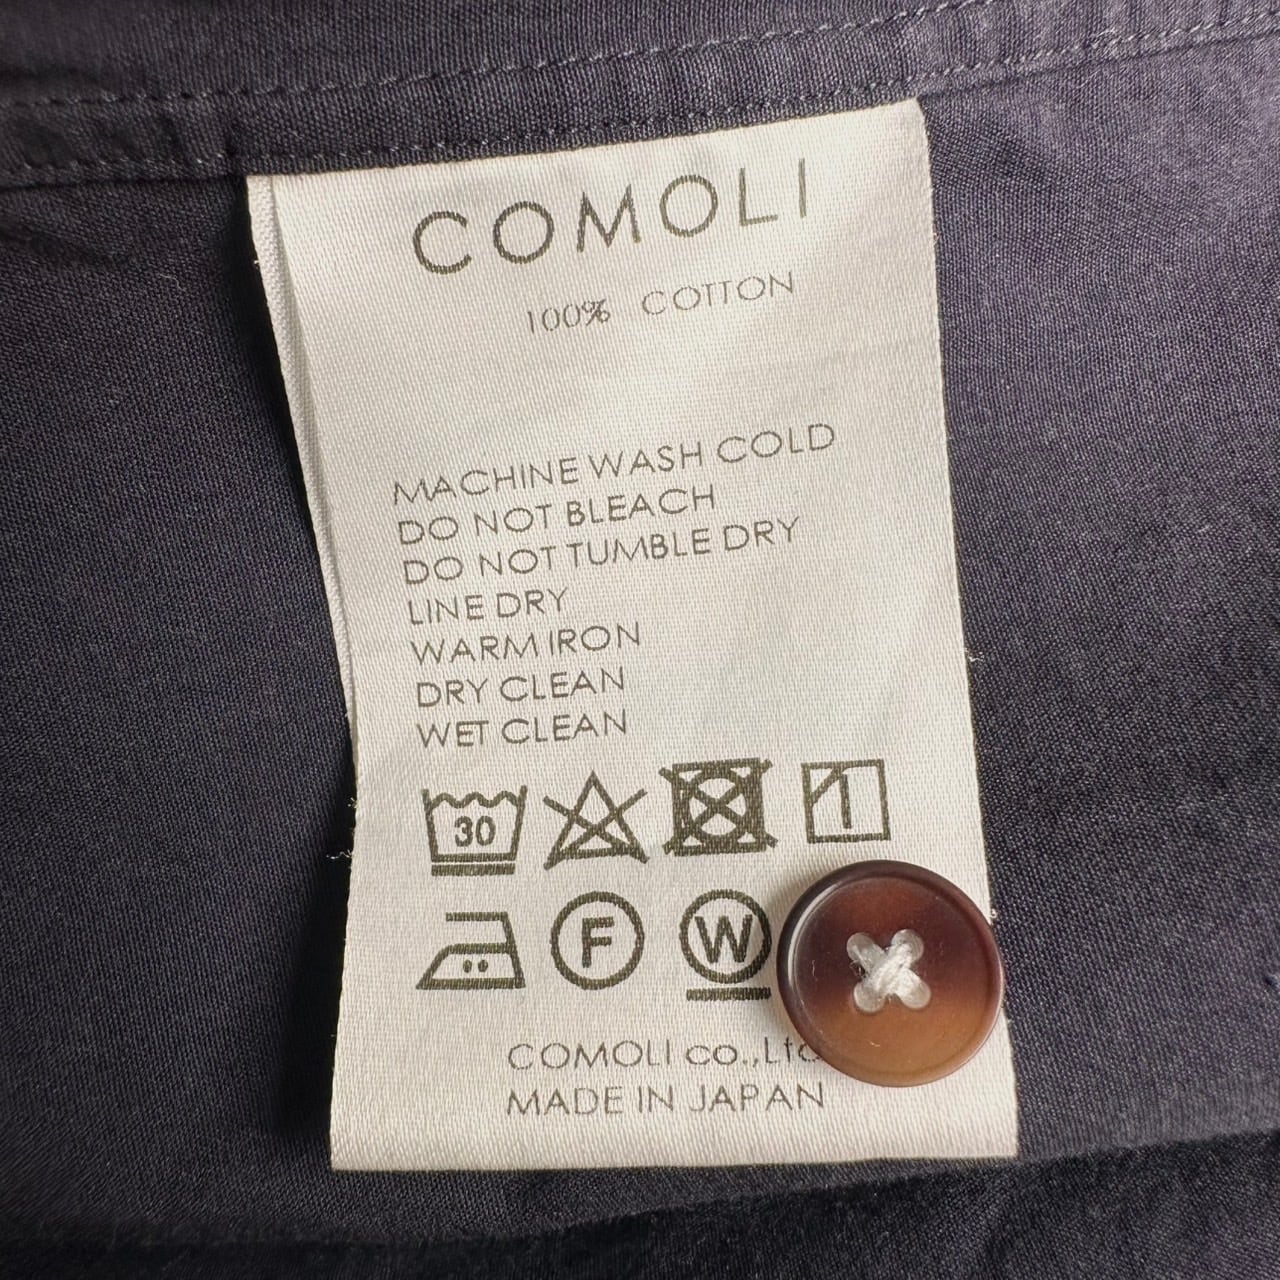 COMOLI
100% COTTON
MACHINE WASH COLD
DO NOT BLEACH
DO NOT TUMBLE DRY
LINE DRY
WARM IRON
DRY CLEAN
WET CLEAN
30
F W
COMOLI co.,Ltd
MADE IN JAPAN